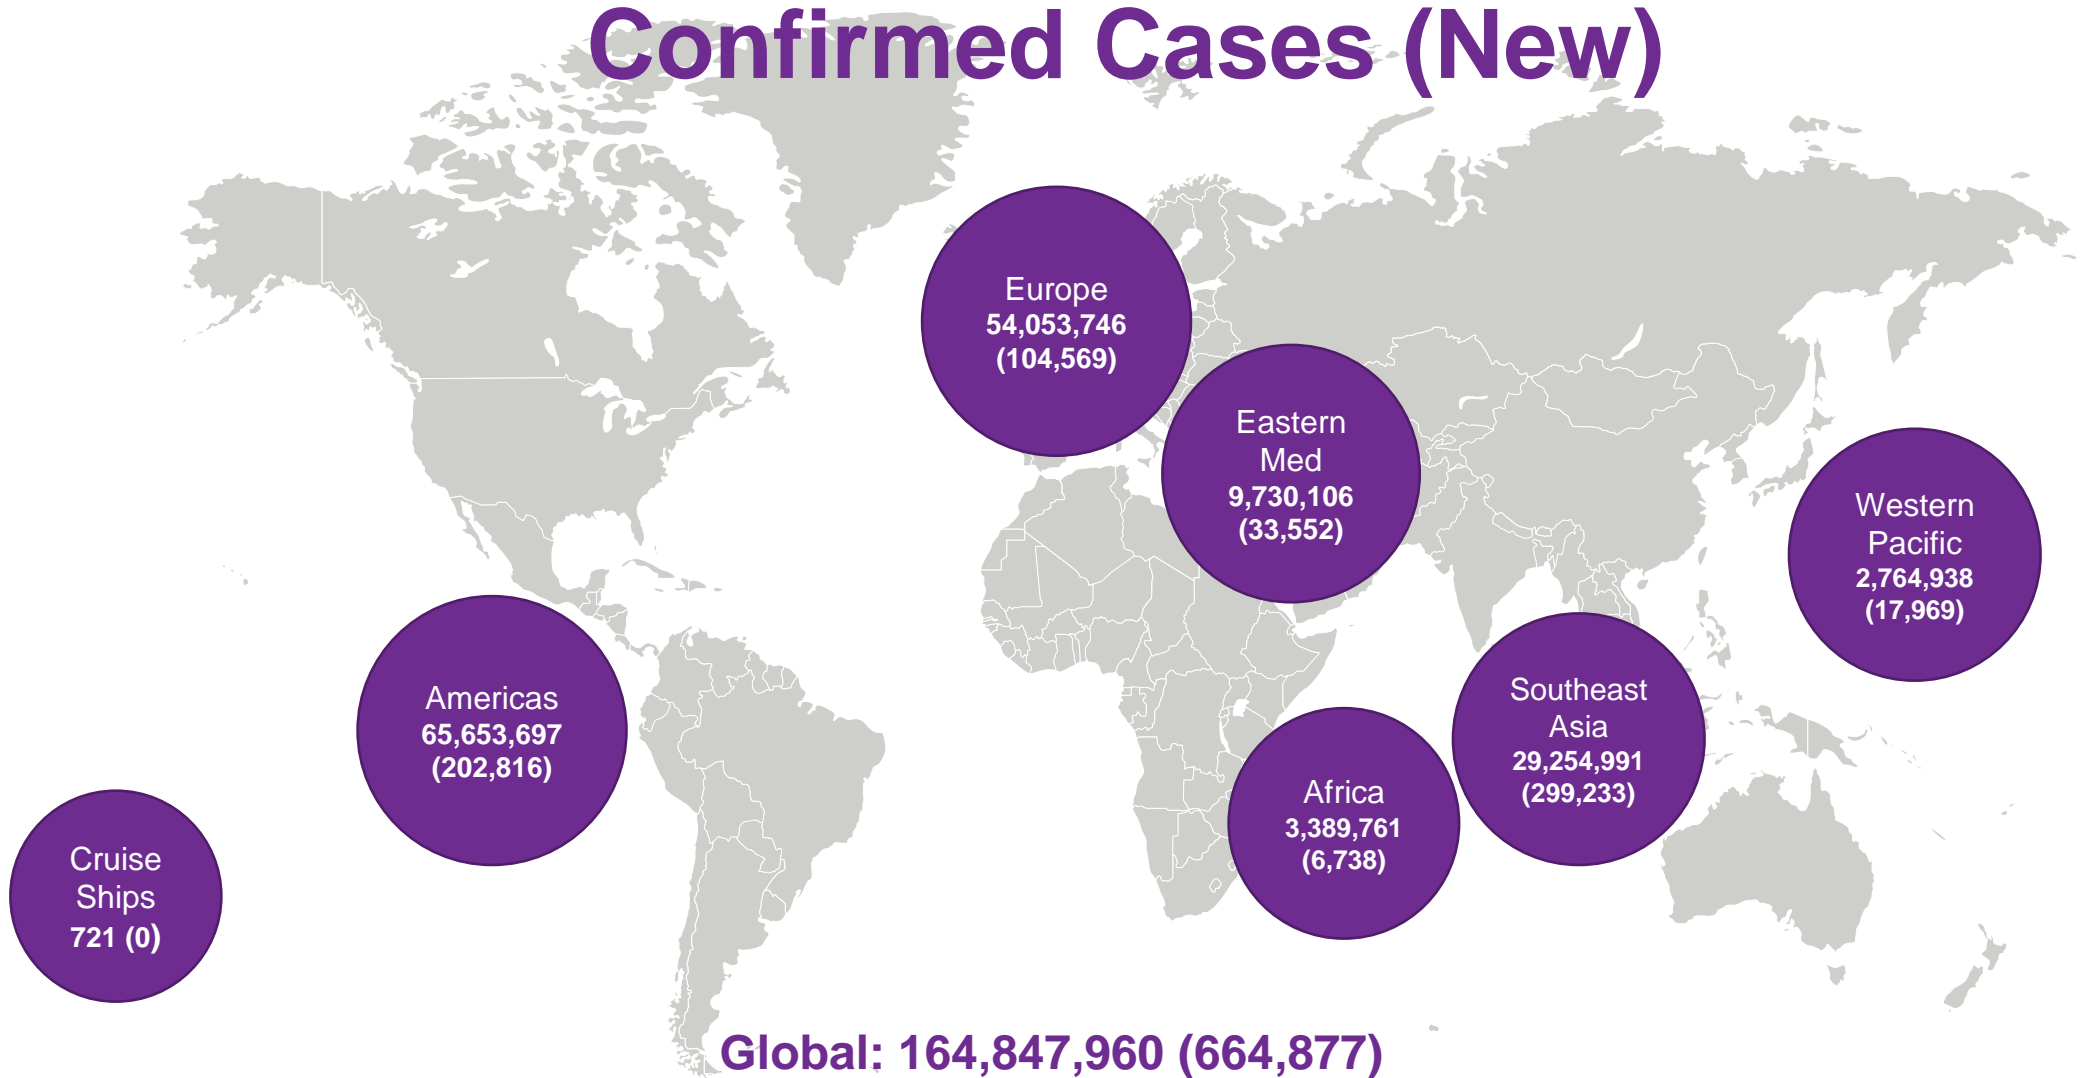 Confirmed Cases (New)
Europe
54,053,746
(104,569)
Eastern
Med
9,730,106
(33,552)
Western
Pacific
2,764,938
(17,969)
Americas
65,653,697
(202,816)
Southeast
Asia
29,254,991
(299,233)
Africa
3,389,761
(6,738)
Cruise
Ships
721 (0)
Global: 164,847,960 (664,877)